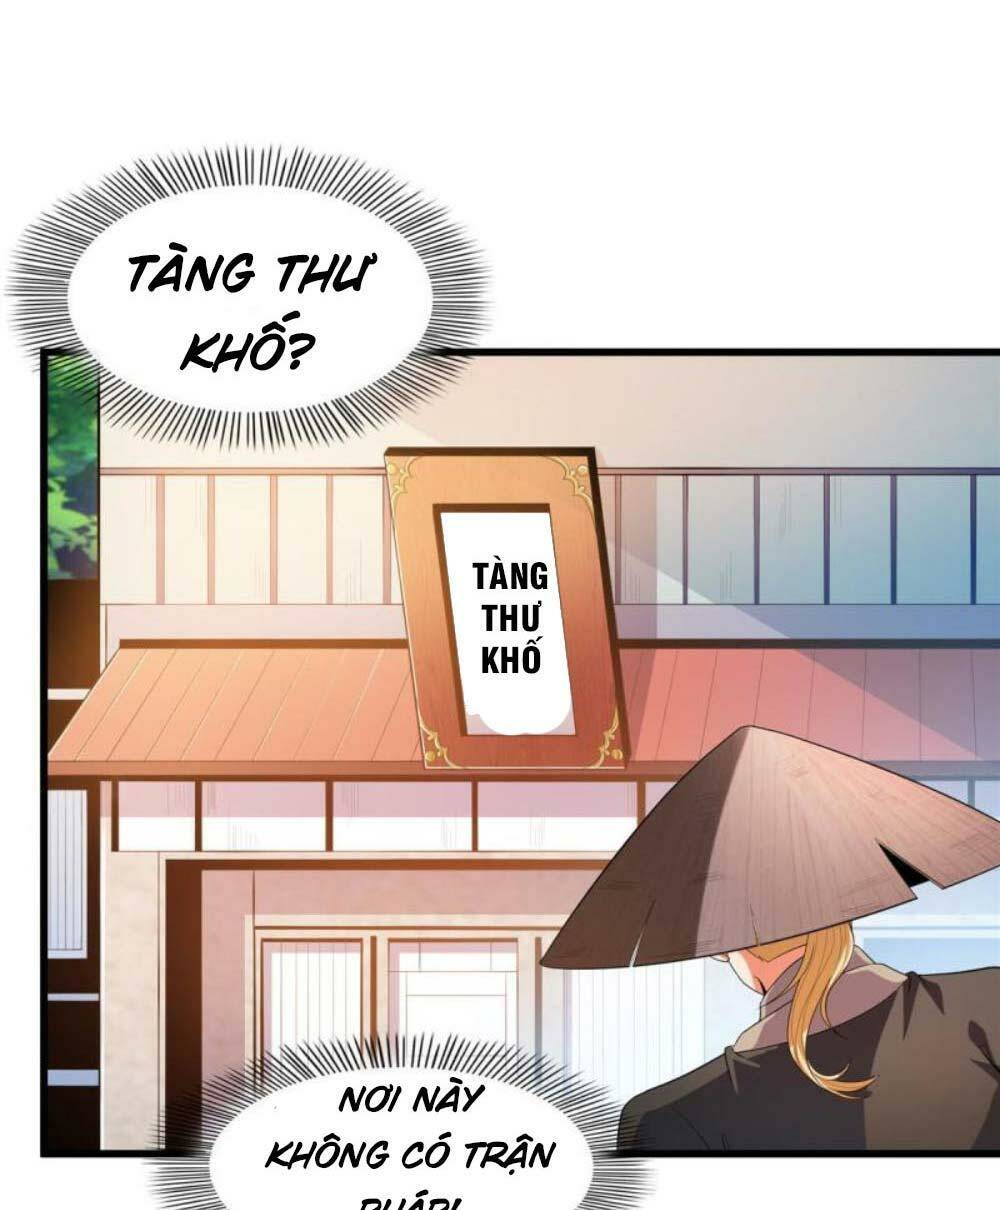 TÀNG THƯ
KHỐ?
TÀNG
THƯ
KHỐ
NƠI NÀY
KHÔNG CÓ TRẬN